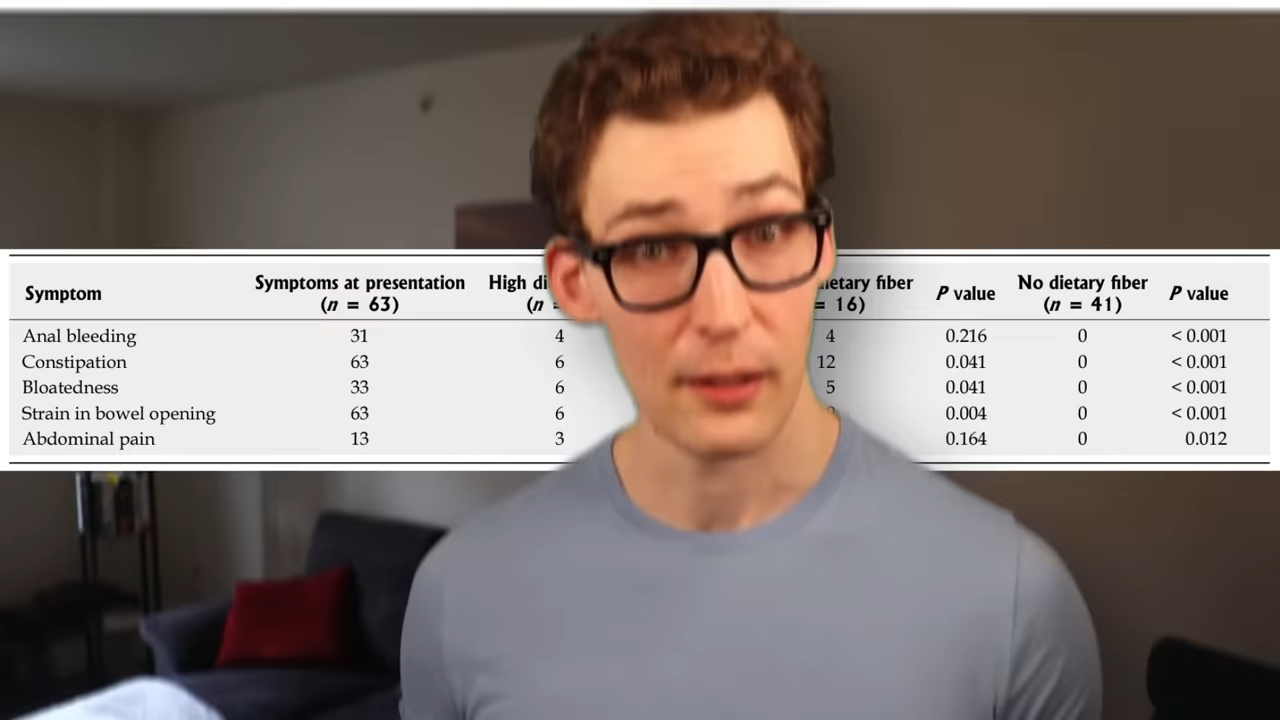 Symptom Symptoms at presentation (n = 63) High (n = dietary fiber = 16) P value No dietary fiber (n = 41) P value
Anal bleeding 31 4 4 0.216 0 < 0.001
Constipation 63 6 12 0.041 0 < 0.001
Bloatedness 33 6 5 0.041 0 < 0.001
Strain in bowel opening 63 6 0.004 0 < 0.001
Abdominal pain 13 3 0.164 0 0.012